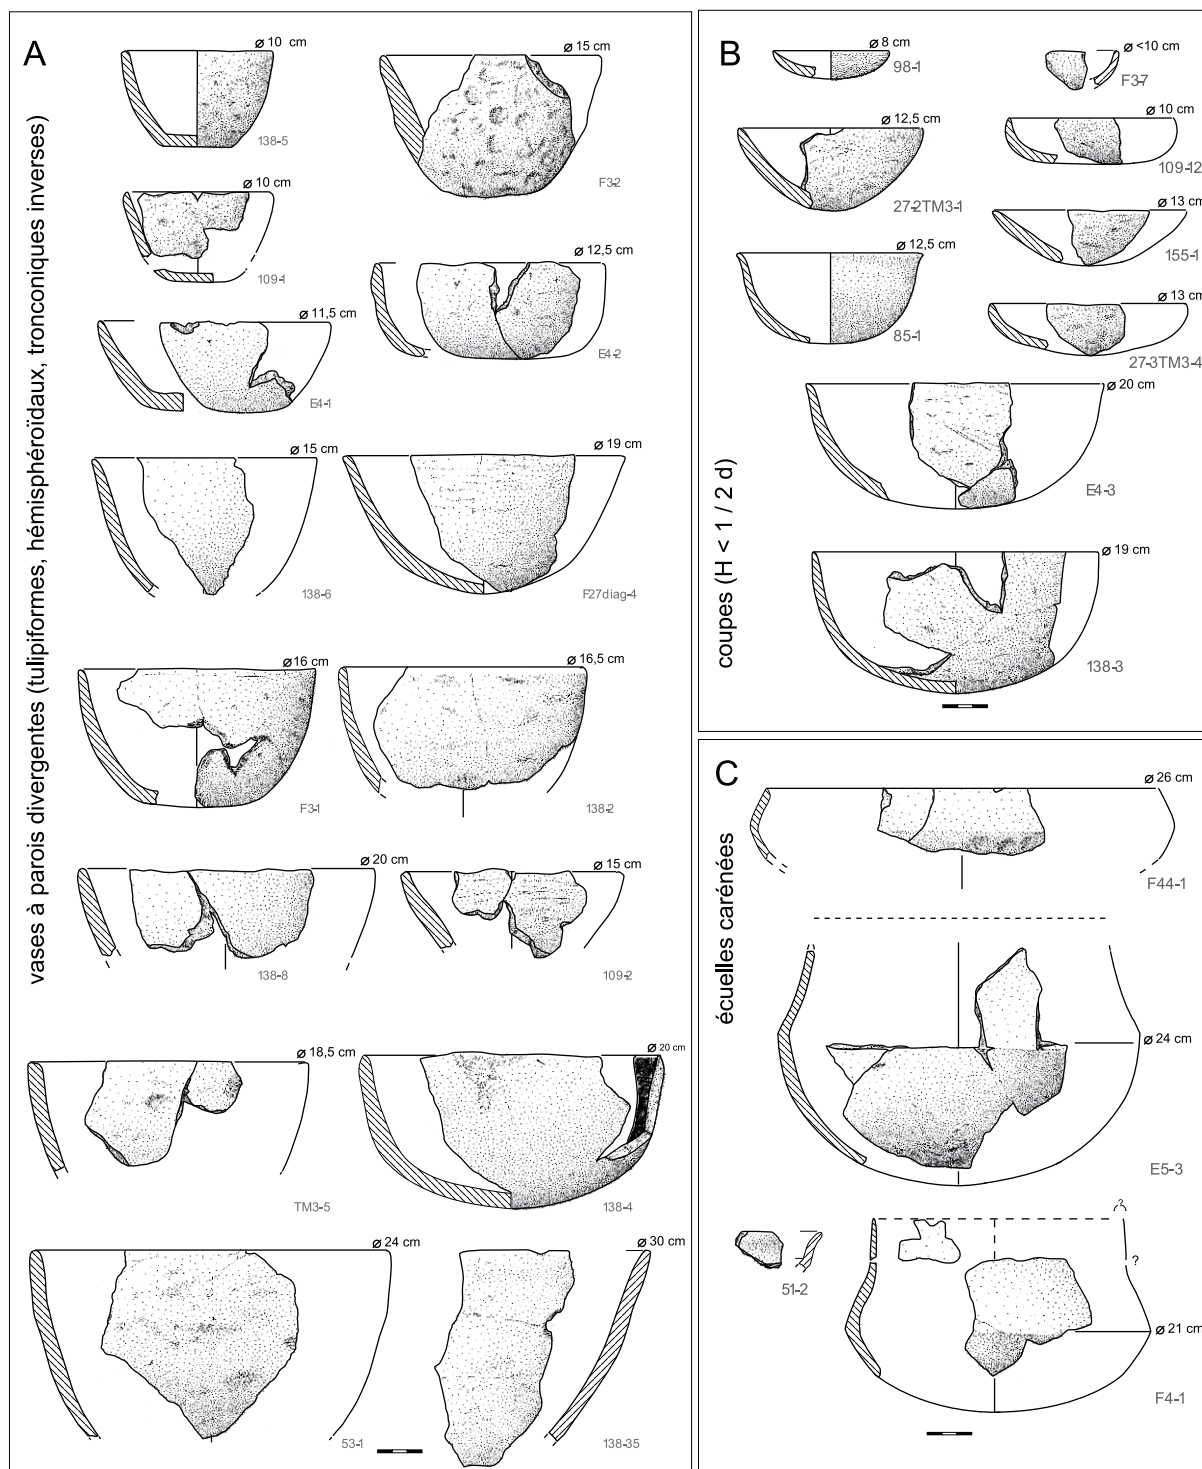 A
vases à parois divergentes (tulipiformes, hémisphéroïdaux, tronconiques inverses)
ø 10 cm
138-5
ø 15 cm
F3-2
ø 10 cm
109-1
ø 12,5 cm
E4-2
ø 11,5 cm
E4-1
ø 15 cm
138-6
ø 19 cm
F27diag-4
ø 16 cm
F3-1
ø 16,5 cm
138-2
ø 20 cm
138-8
ø 15 cm
109-2
ø 18,5 cm
TM3-5
ø 20 cm
138-4
ø 24 cm
53-1
ø 30 cm
138-35
B
coupes (H < 1 / 2 d)
ø 8 cm
98-1
ø <10 cm
F3-7
ø 12,5 cm
27-2TM3-1
ø 10 cm
109-12
ø 13 cm
155-1
ø 12,5 cm
85-1
ø 13 cm
27-3TM3-4
ø 20 cm
E4-3
ø 19 cm
138-3
C
écuelles carénées
ø 26 cm
F44-1
ø 24 cm
E5-3
51-2
?
?
ø 21 cm
F4-1